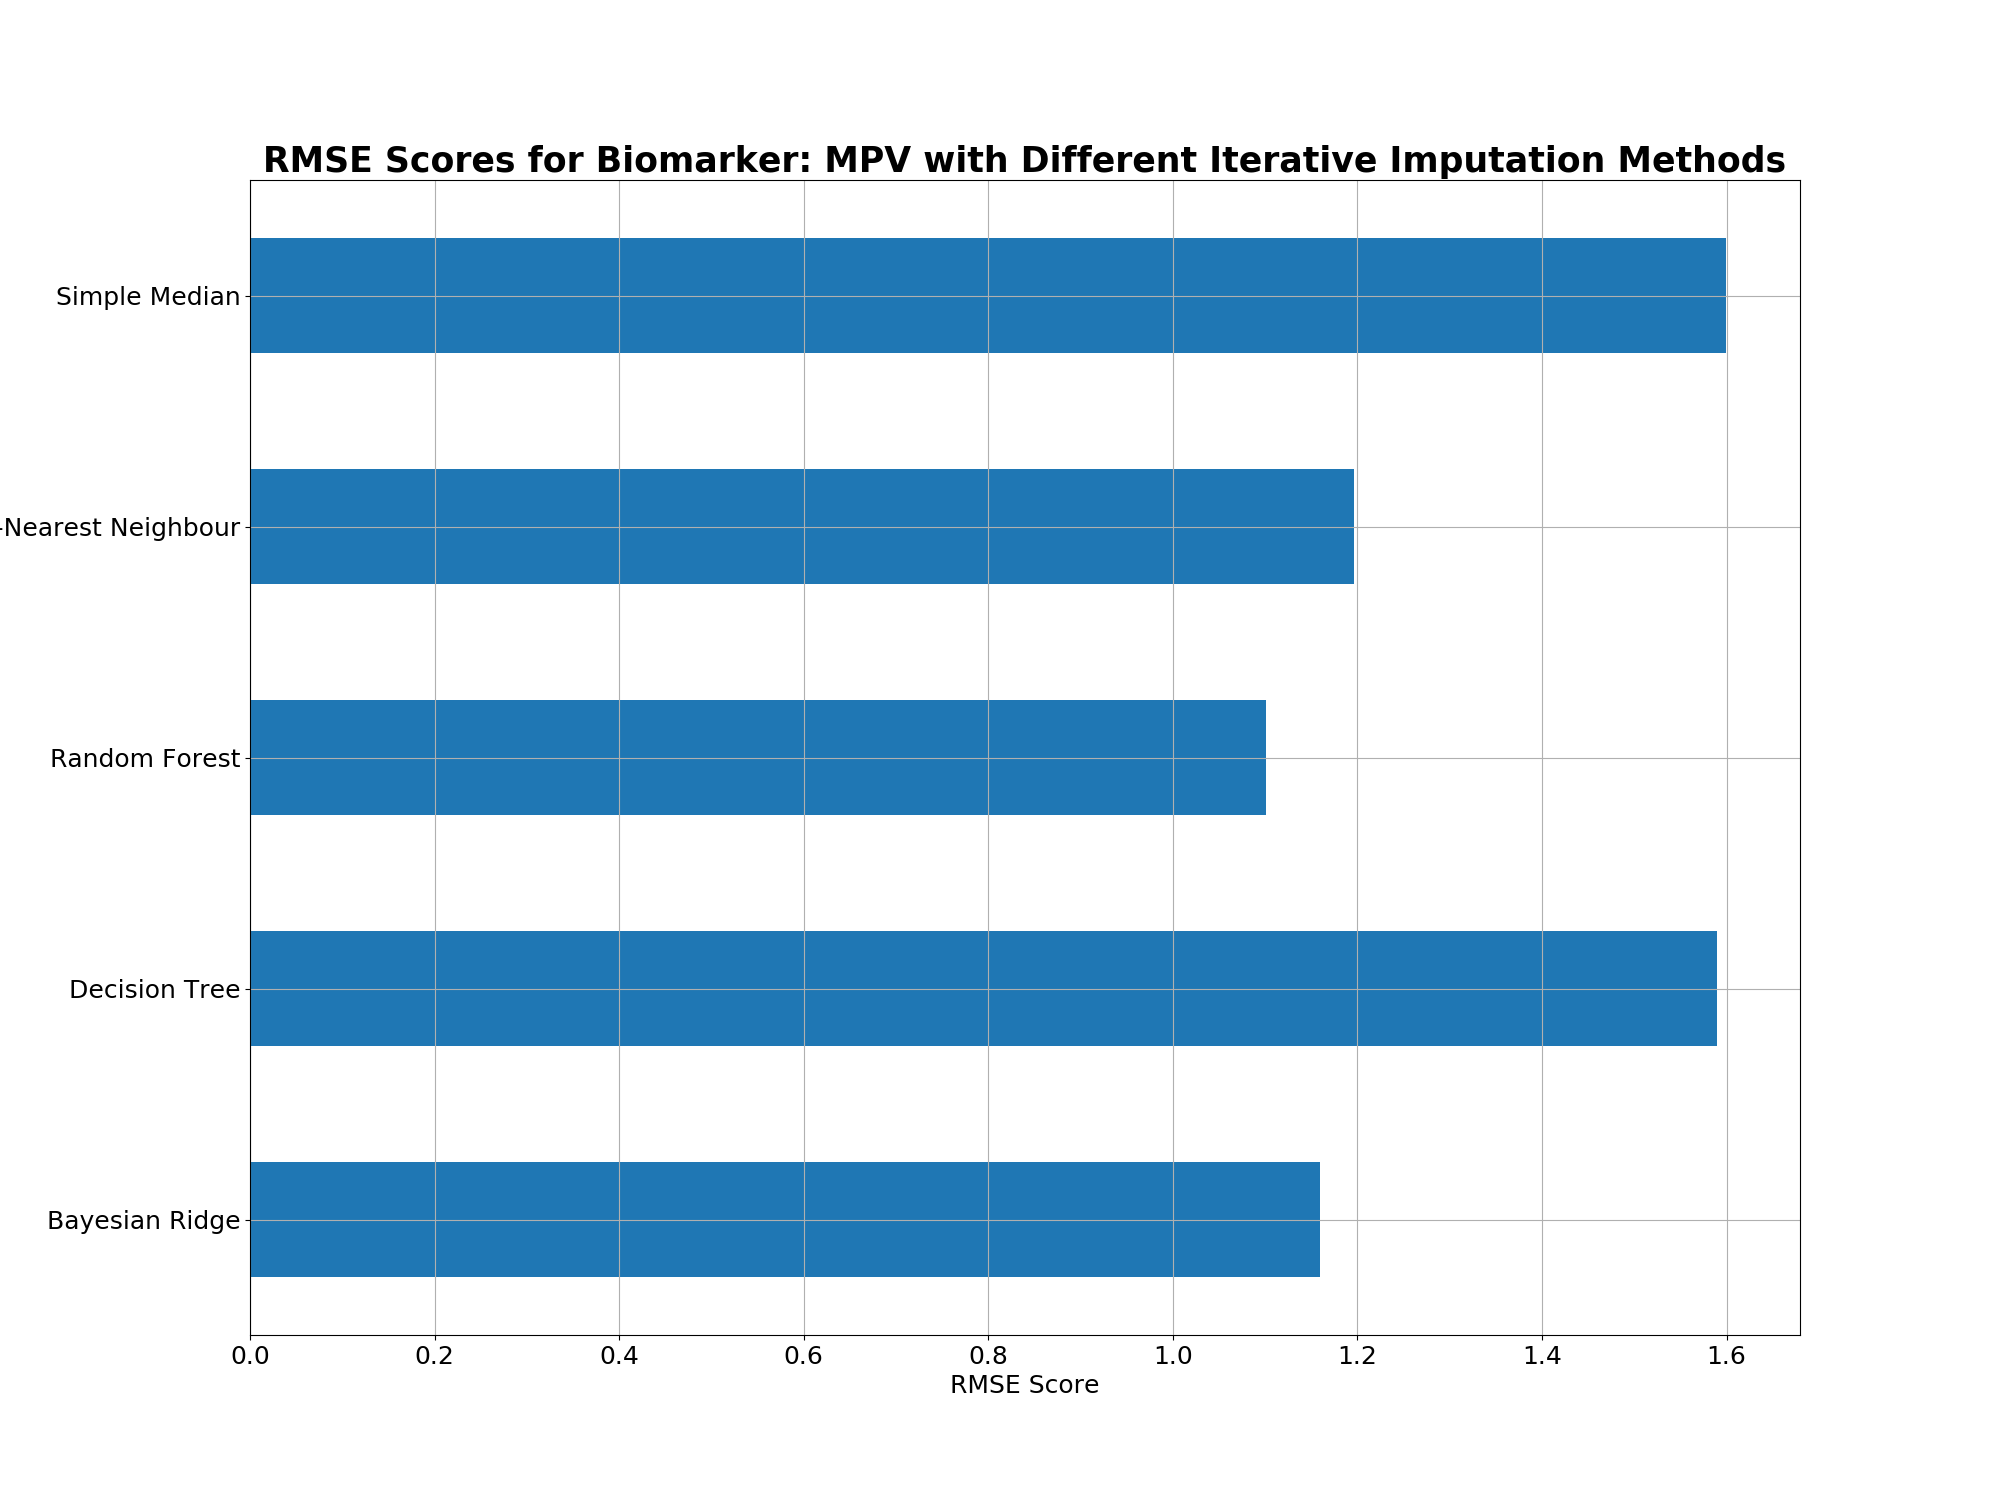 RMSE Scores for Biomarker: MPV with Different Iterative Imputation Methods
Simple Median
-Nearest Neighbour
Random Forest
Decision Tree
Bayesian Ridge
0.0 0.2 0.4 0.6 0.8 1.0 1.2 1.4 1.6
RMSE Score